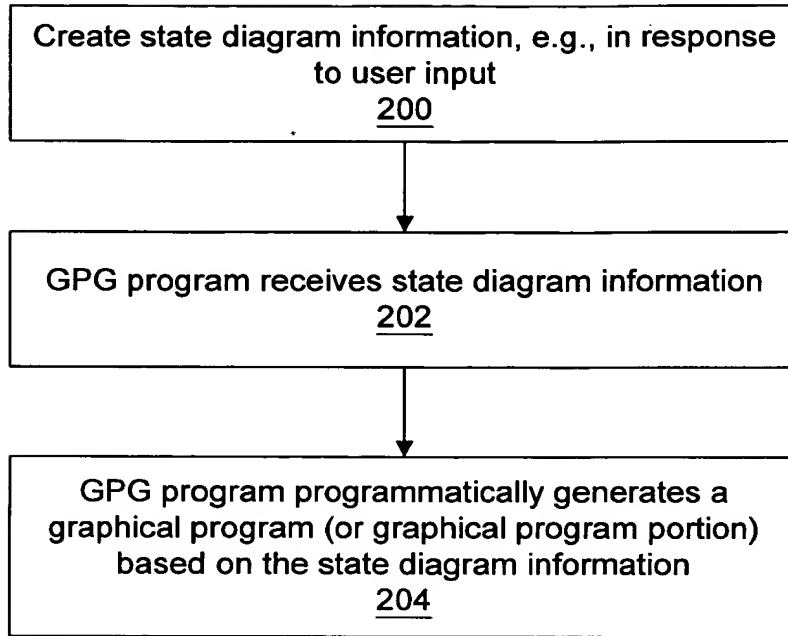 Create state diagram information, e.g., in response
to user input
200
GPG program receives state diagram information
202
GPG program programmatically generates a
graphical program (or graphical program portion)
based on the state diagram information
204